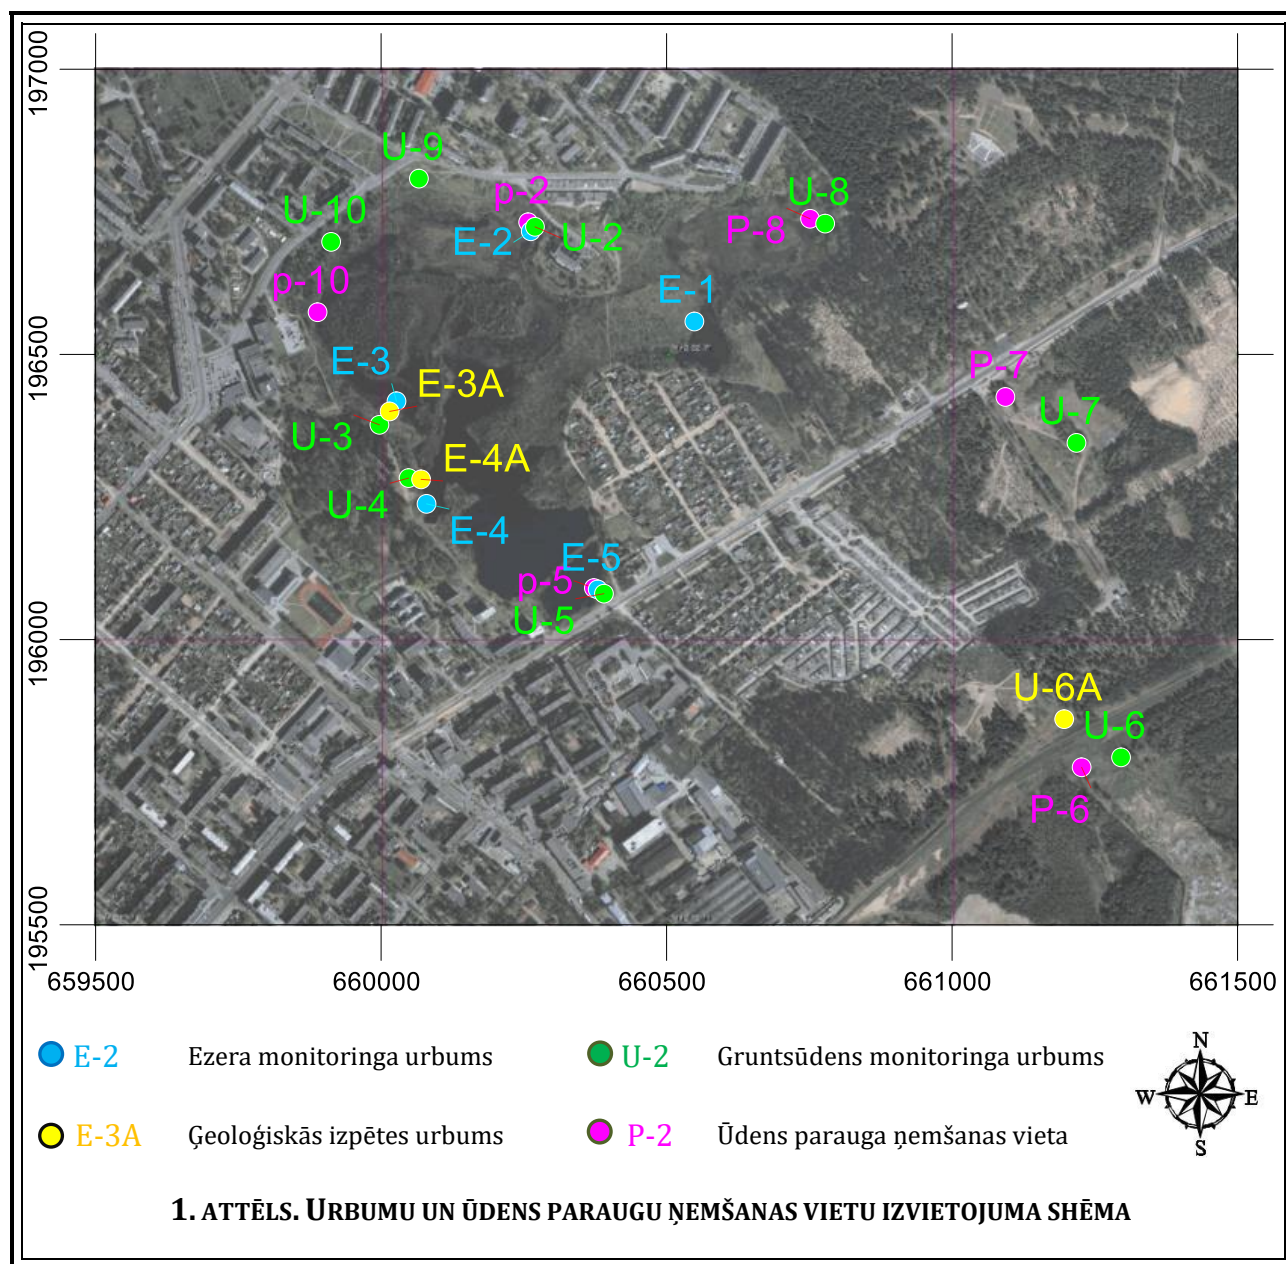 197000
U-9
p-2
U-8
U-10
P-8
E-2
U-2
p-10
E-1
196500
E-3
P-7
E-3A
U-7
U-3
E-4A
U-4
E-4
E-5
p-5
U-5
196000
U-6A
U-6
P-6
195500
659500 660000 660500 661000 661500
E-2 Ezera monitoringa urbums U-2 Gruntsūdens monitoringa urbums
E-3A Ģeoloģiskās izpētes urbums P-2 Ūdens parauga ņemšanas vieta
N
W E
S
1. ATTĒLS. URBUMU UN ŪDENS PARAUGU ŅEMŠANAS VIETU IZVIETOJUMA SHĒMA